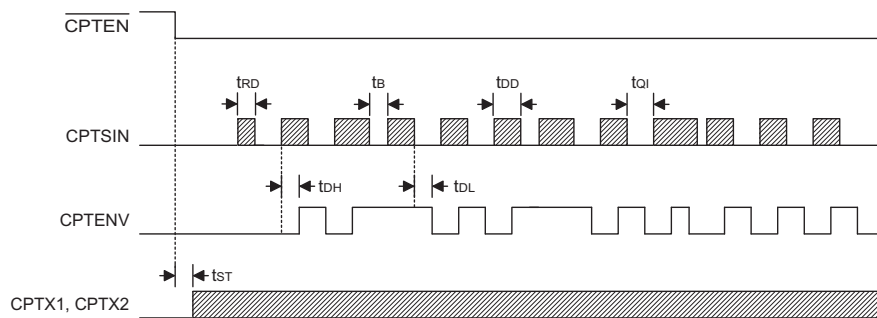 CPTEN
tRD
tB
tDD
tQI
CPTSIN
tDH
tDL
CPTENV
tST
CPTX1, CPTX2